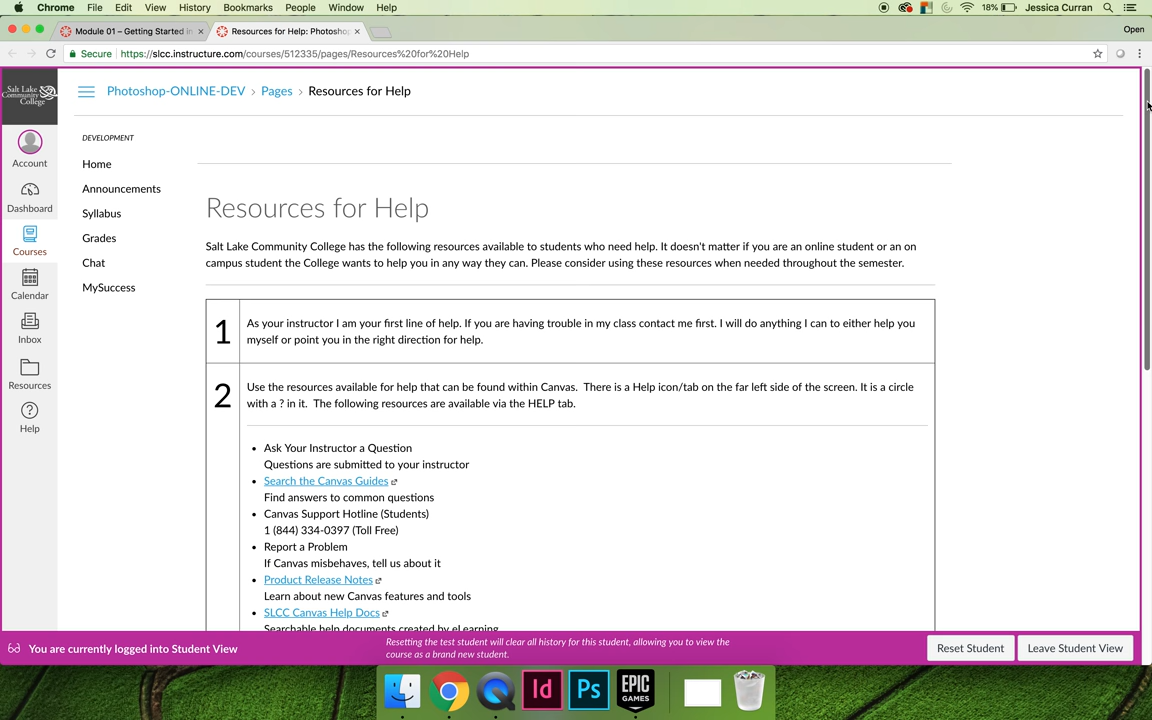 Chrome File Edit View History Bookmarks People Window Help 18% Jessica Curran
Module 01 – Getting Started in
Resources for Help: Photosho
Open
Secure https://slcc.instructure.com/courses/512335/pages/Resources%20for%20Help
Salt Lake
Community
College
Photoshop-ONLINE-DEV > Pages > Resources for Help
DEVELOPMENT
Home
Announcements
Syllabus
Grades
Chat
MySuccess
Account
Dashboard
Courses
Calendar
Inbox
Resources
Help
Resources for Help
Salt Lake Community College has the following resources available to students who need help. It doesn't matter if you are an online student or an on
campus student the College wants to help you in any way they can. Please consider using these resources when needed throughout the semester.
1
As your instructor I am your first line of help. If you are having trouble in my class contact me first. I will do anything I can to either help you
myself or point you in the right direction for help.
2
Use the resources available for help that can be found within Canvas. There is a Help icon/tab on the far left side of the screen. It is a circle
with a ? in it. The following resources are available via the HELP tab.
• Ask Your Instructor a Question
Questions are submitted to your instructor
• Search the Canvas Guides
Find answers to common questions
• Canvas Support Hotline (Students)
1 (844) 334-0397 (Toll Free)
• Report a Problem
If Canvas misbehaves, tell us about it
• Product Release Notes
Learn about new Canvas features and tools
• SLCC Canvas Help Docs
Searchable help documents created by eLearning
You are currently logged into Student View
Resetting the test student will clear all history for this student, allowing you to view the
course as a brand new student.
Reset Student
Leave Student View
Id
Ps
EPIC
GAMES